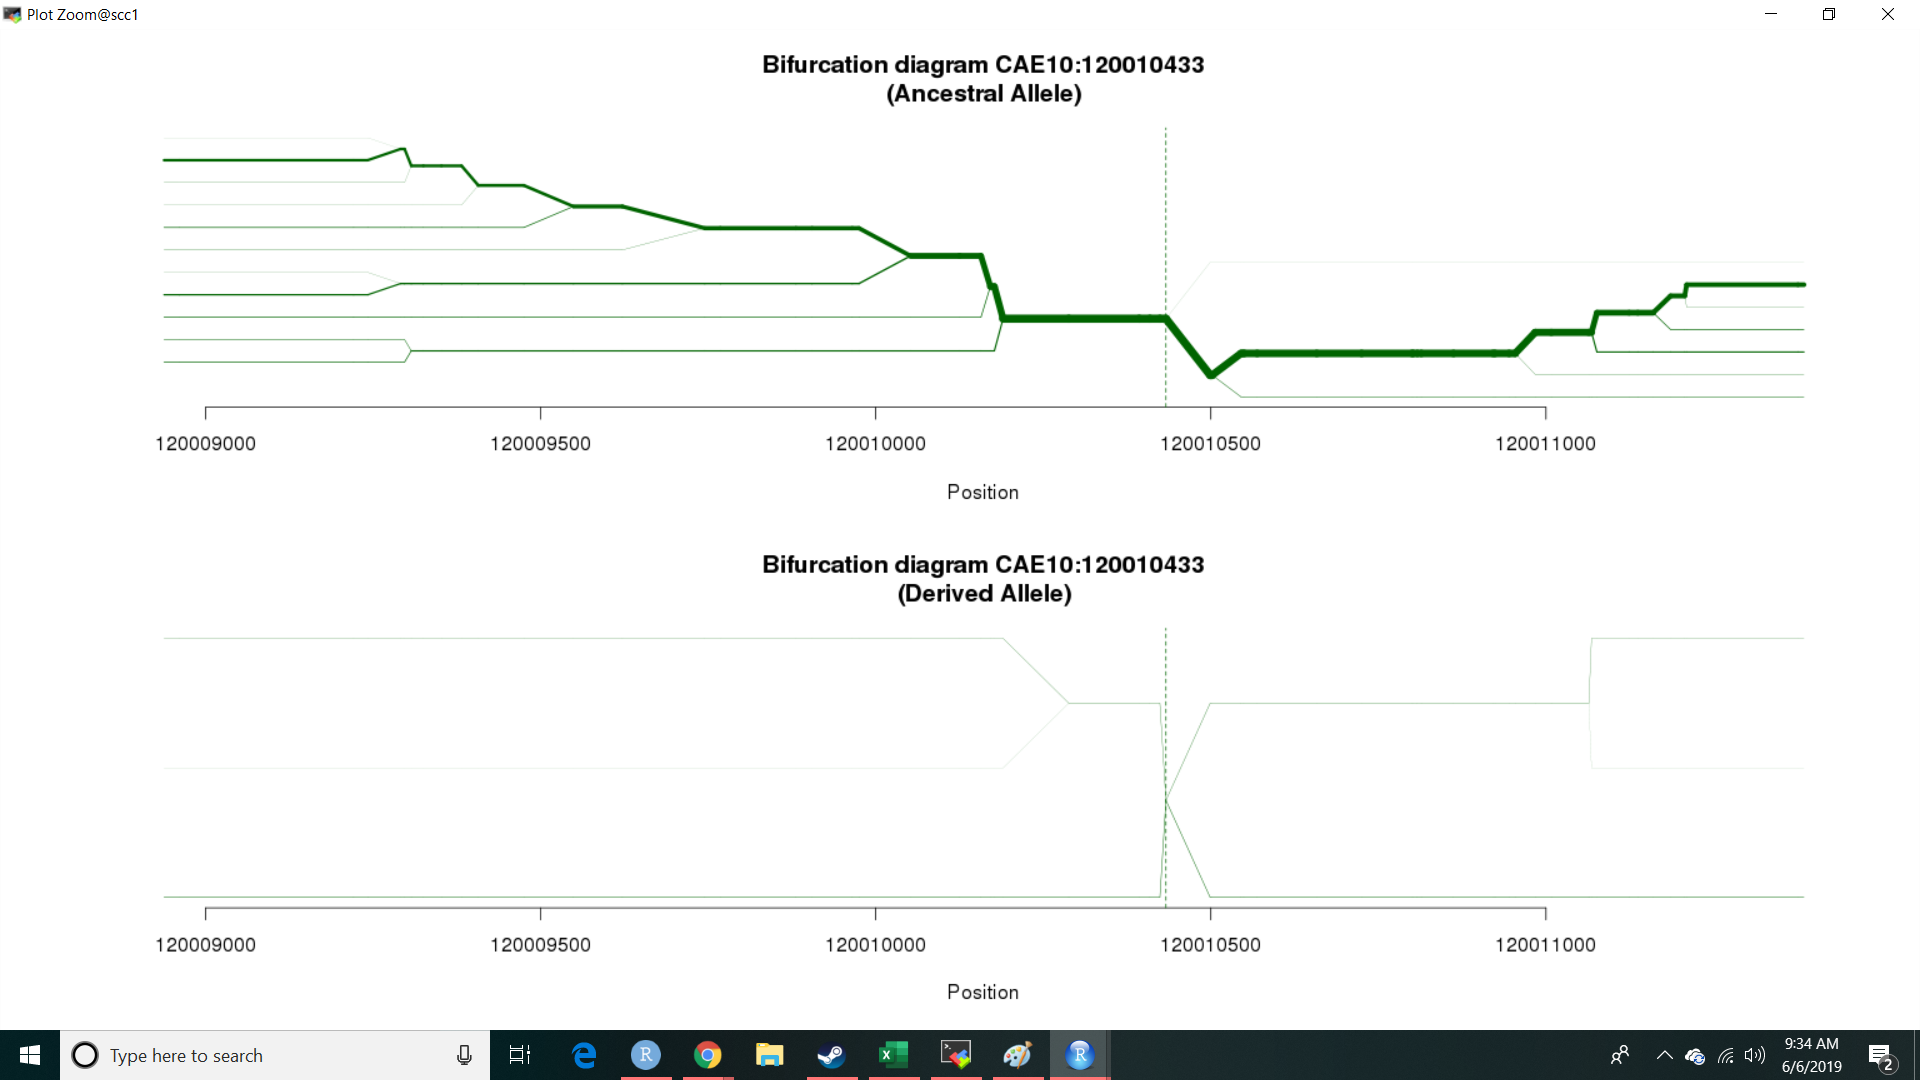 Plot Zoom@scc1
Bifurcation diagram CAE10:120010433
(Ancestral Allele)
120009000 120009500 120010000 120010500 120011000
Position
Bifurcation diagram CAE10:120010433
(Derived Allele)
120009000 120009500 120010000 120010500 120011000
Position
Type here to search
9:34 AM
6/6/2019
2